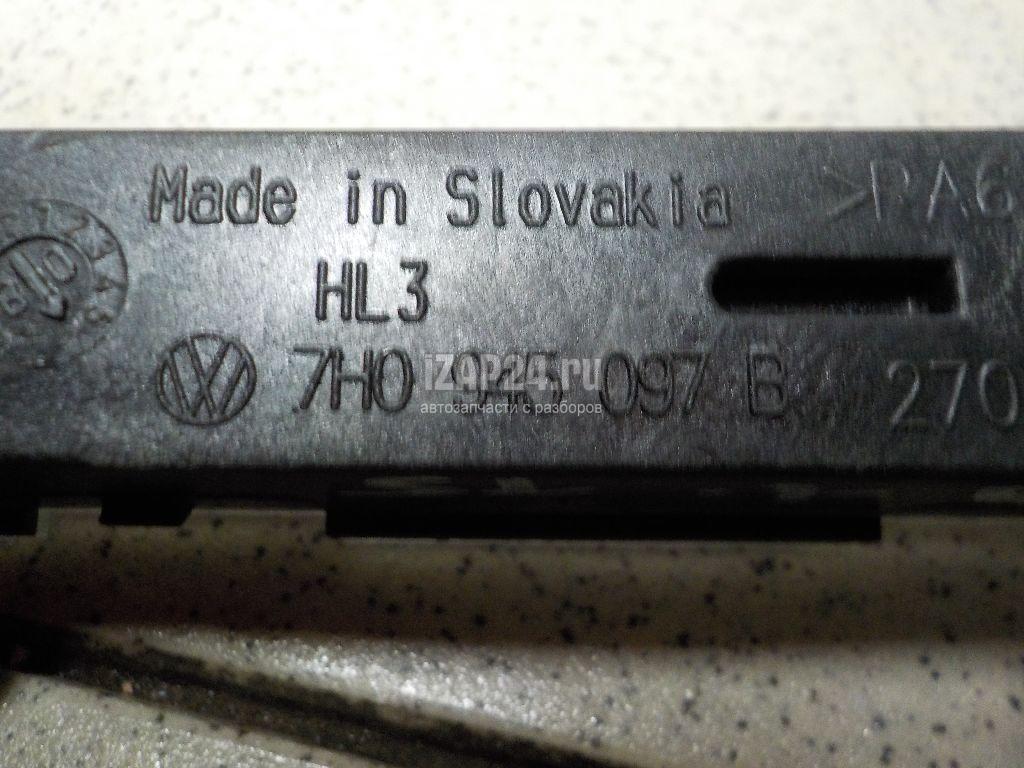 Made in Slovakia >PA6
HL3
7H0 945 097 B 270
iZAP24.ru
автозапчасти с разборов